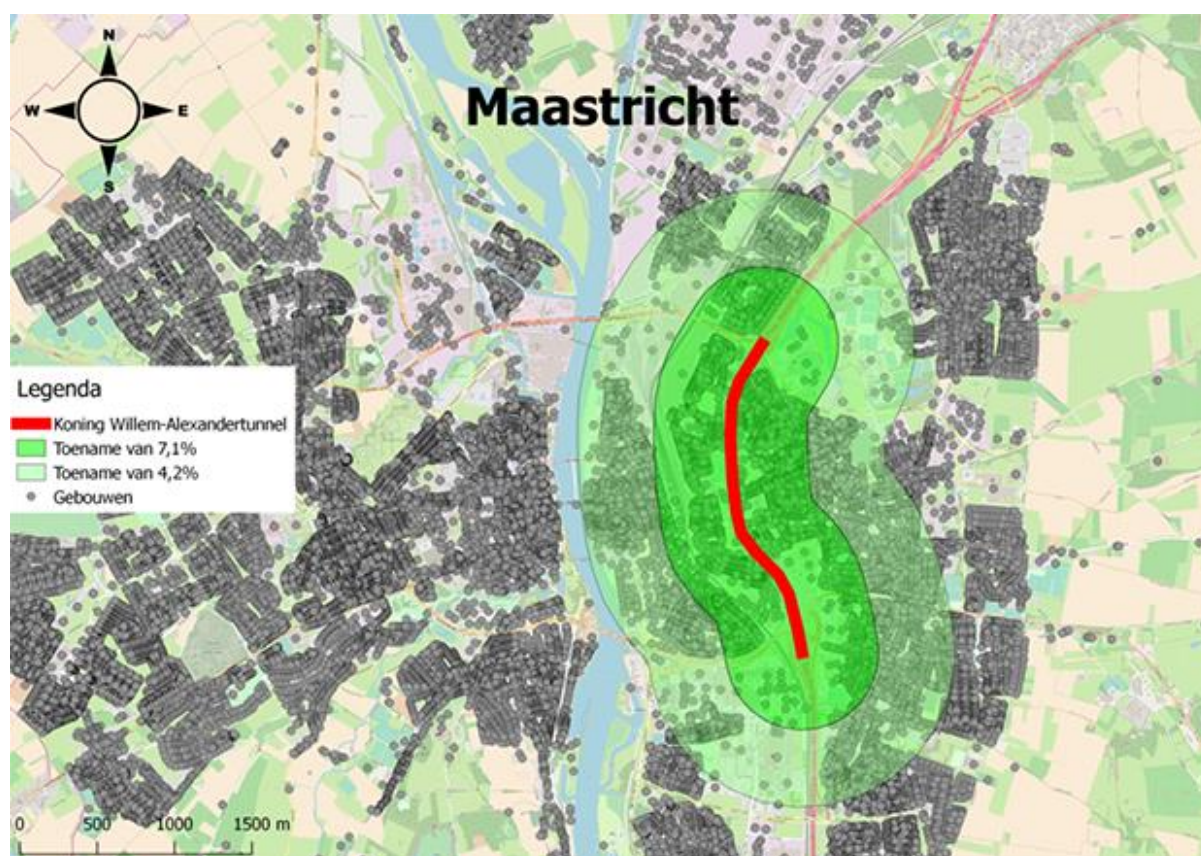 N
W E
S
Maastricht
Legenda
Koning Willem-Alexandertunnel
Toename van 7,1%
Toename van 4,2%
Gebouwen
0 500 1000 1500 m